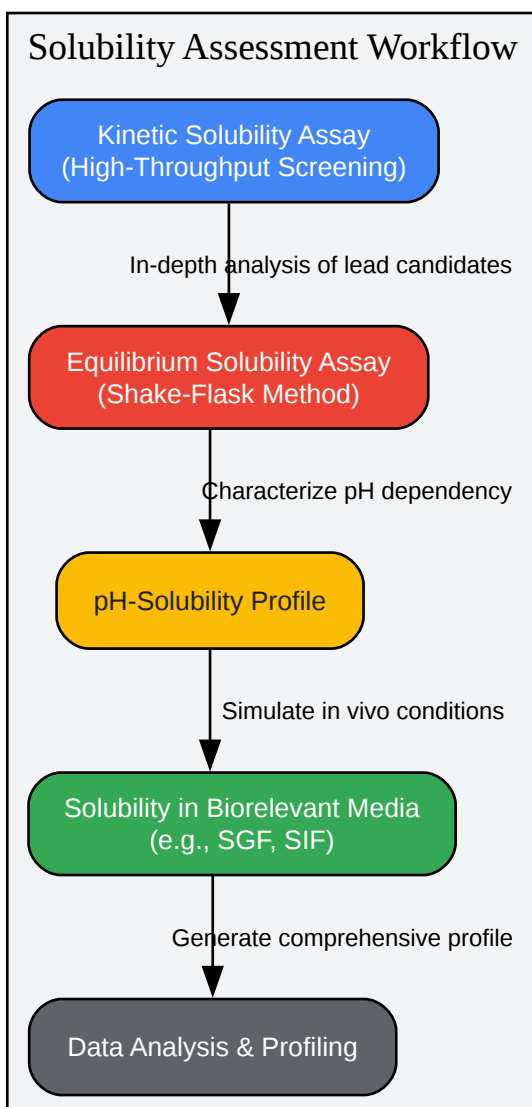 Solubility Assessment Workflow
Kinetic Solubility Assay
(High-Throughput Screening)
In-depth analysis of lead candidates
Equilibrium Solubility Assay
(Shake-Flask Method)
Characterize pH dependency
pH-Solubility Profile
Simulate in vivo conditions
Solubility in Biorelevant Media
(e.g., SGF, SIF)
Generate comprehensive profile
Data Analysis & Profiling